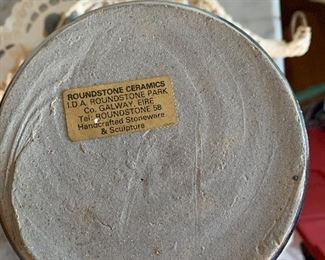 ROUNDSTONE CERAMICS
I.D.A. ROUNDSTONE PARK
Co. GALWAY, EIRE
Tel: ROUNDSTONE 58
Handcrafted Stoneware
& Sculpture